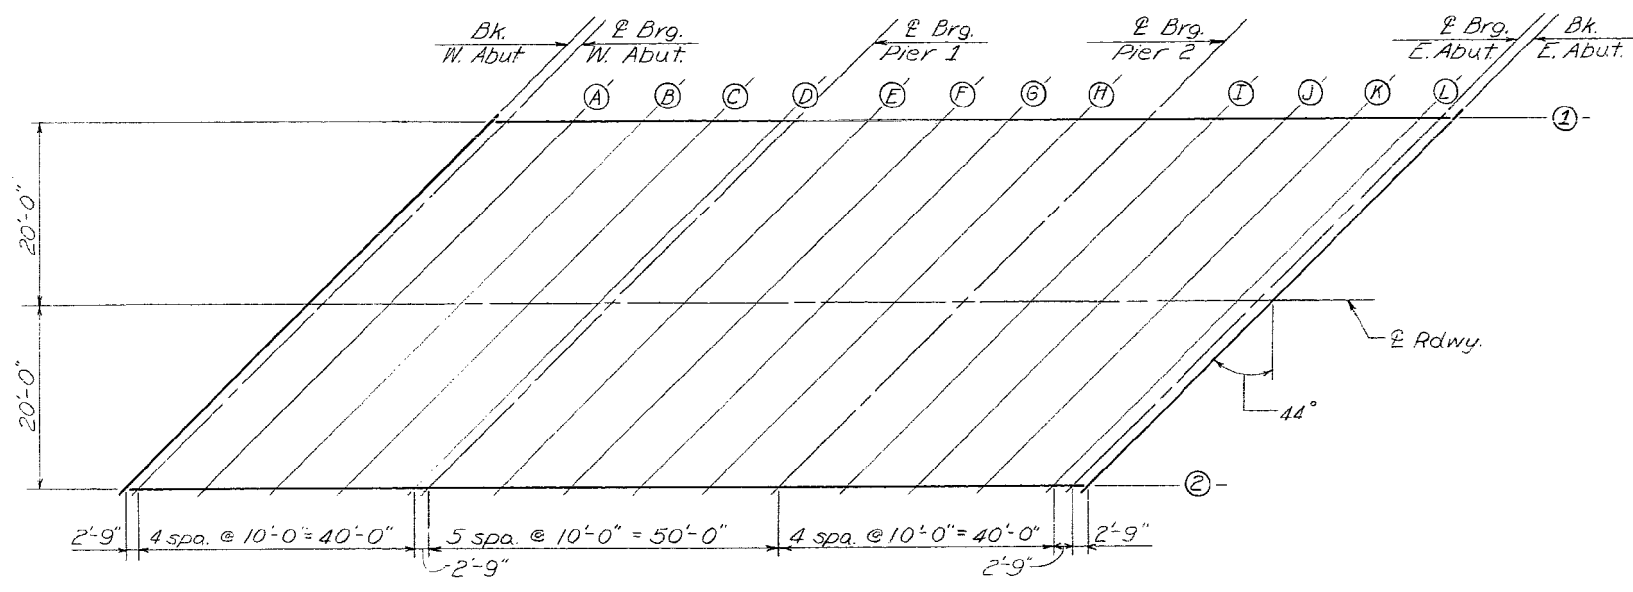 Bk.
W. Abut
℄ Brg.
W. Abut.
℄ Brg.
Pier 1
℄ Brg.
Pier 2
℄ Brg.
E. Abut.
Bk.
E. Abut.
A' B' C' D' E' F' G' H' I' J' K' L'
1
20'-0"
20'-0"
℄ Rdwy.
44°
2
2'-9" 4 spa. @ 10'-0" = 40'-0" 5 spa. @ 10'-0" = 50'-0" 4 spa. @ 10'-0" = 40'-0" 2'-9"
2'-9" 2'-9"